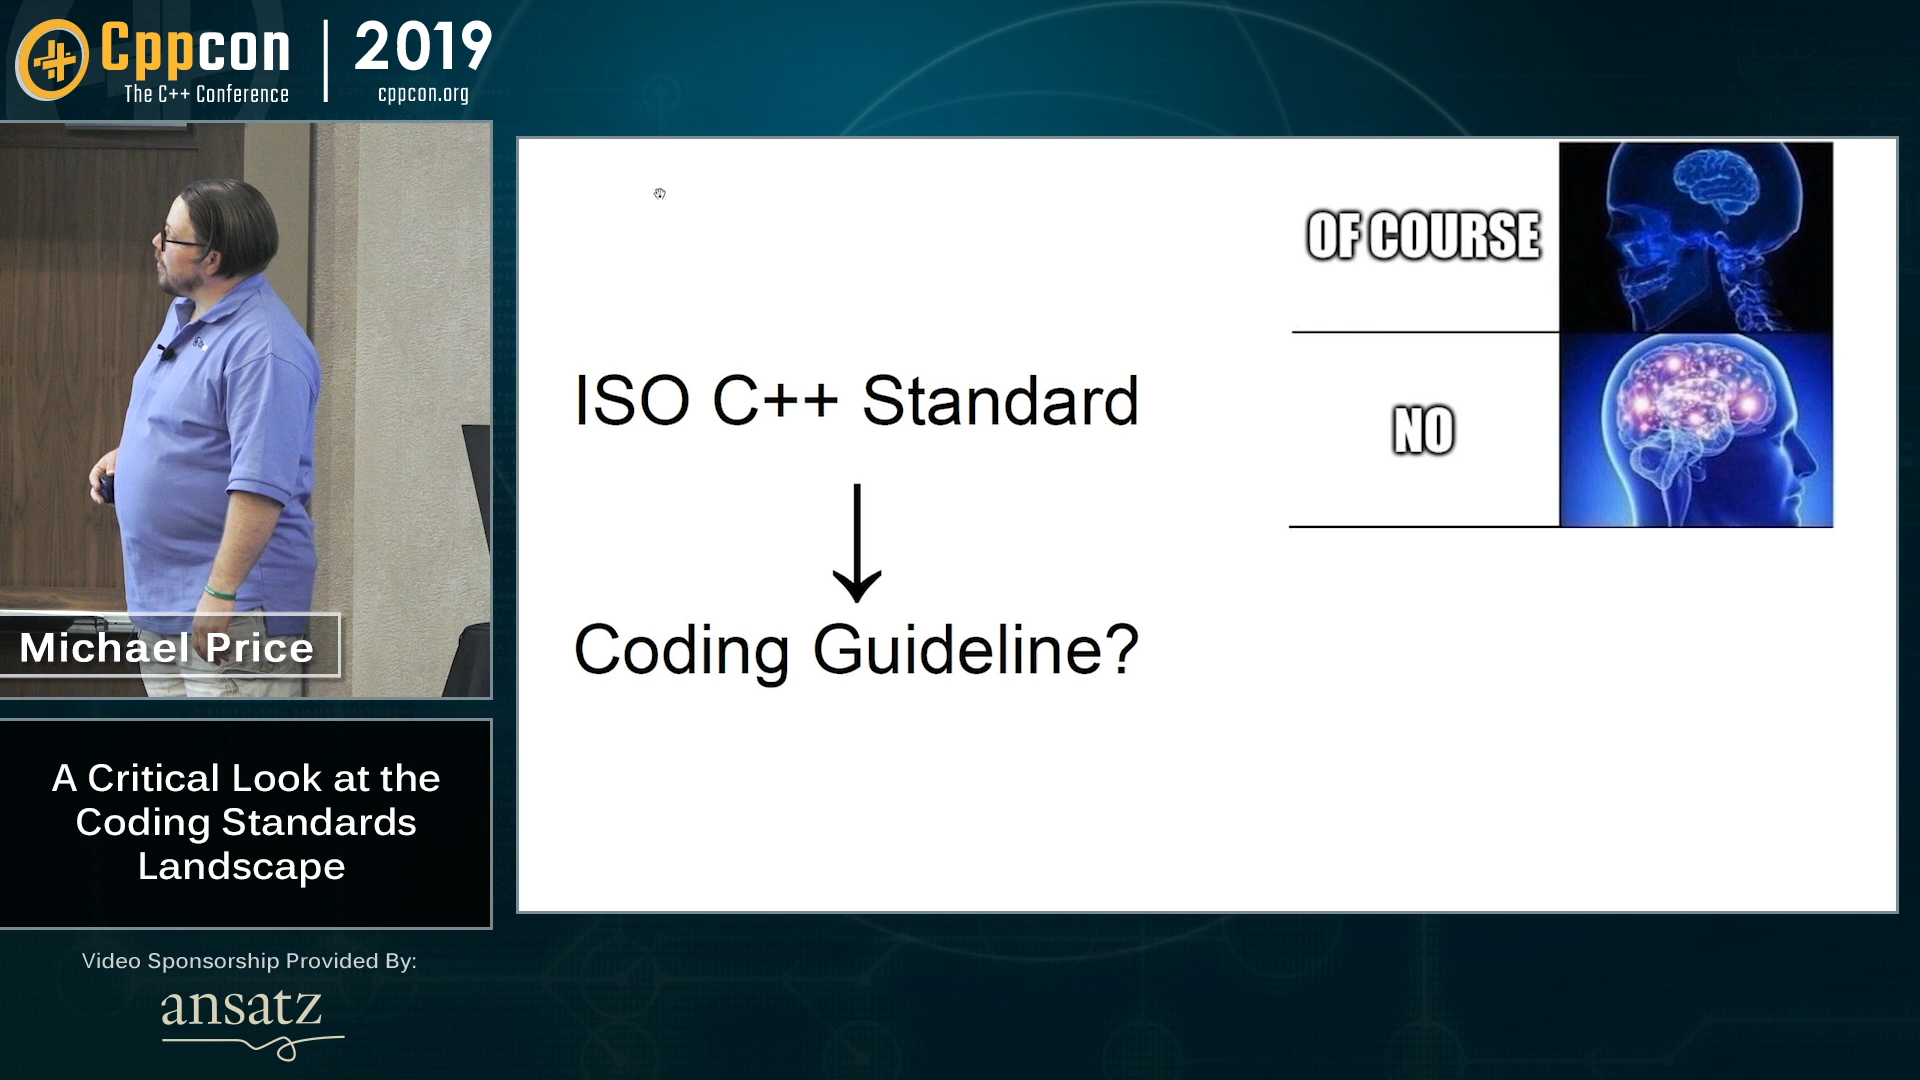 Cppcon
The C++ Conference
2019
cppcon.org
Michael Price
A Critical Look at the
Coding Standards
Landscape
Video Sponsorship Provided By:
ansatz
ISO C++ Standard
Coding Guideline?
OF COURSE
NO